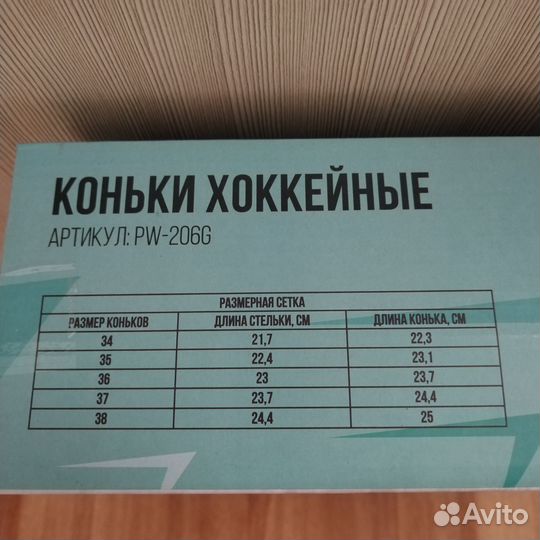 КОНЬКИ ХОККЕЙНЫЕ
АРТИКУЛ: PW-206G
РАЗМЕРНАЯ СЕТКА
РАЗМЕР КОНЬКОВ ДЛИНА СТЕЛЬКИ, СМ ДЛИНА КОНЬКА, СМ
34 21,7 22,3
35 22,4 23,1
36 23 23,7
37 23,7 24,4
38 24,4 25
Avito